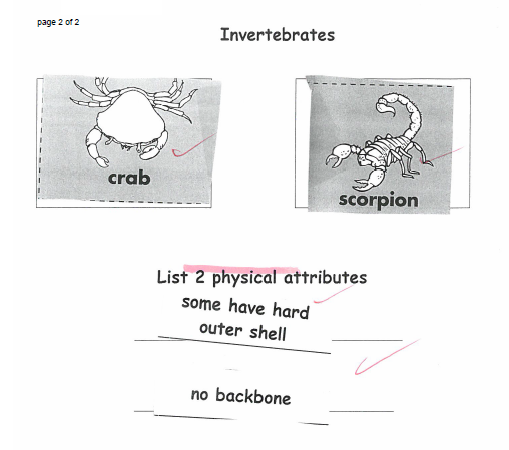 page 2 of 2
Invertebrates
crab
scorpion
List 2 physical attributes
some have hard
outer shell
no backbone